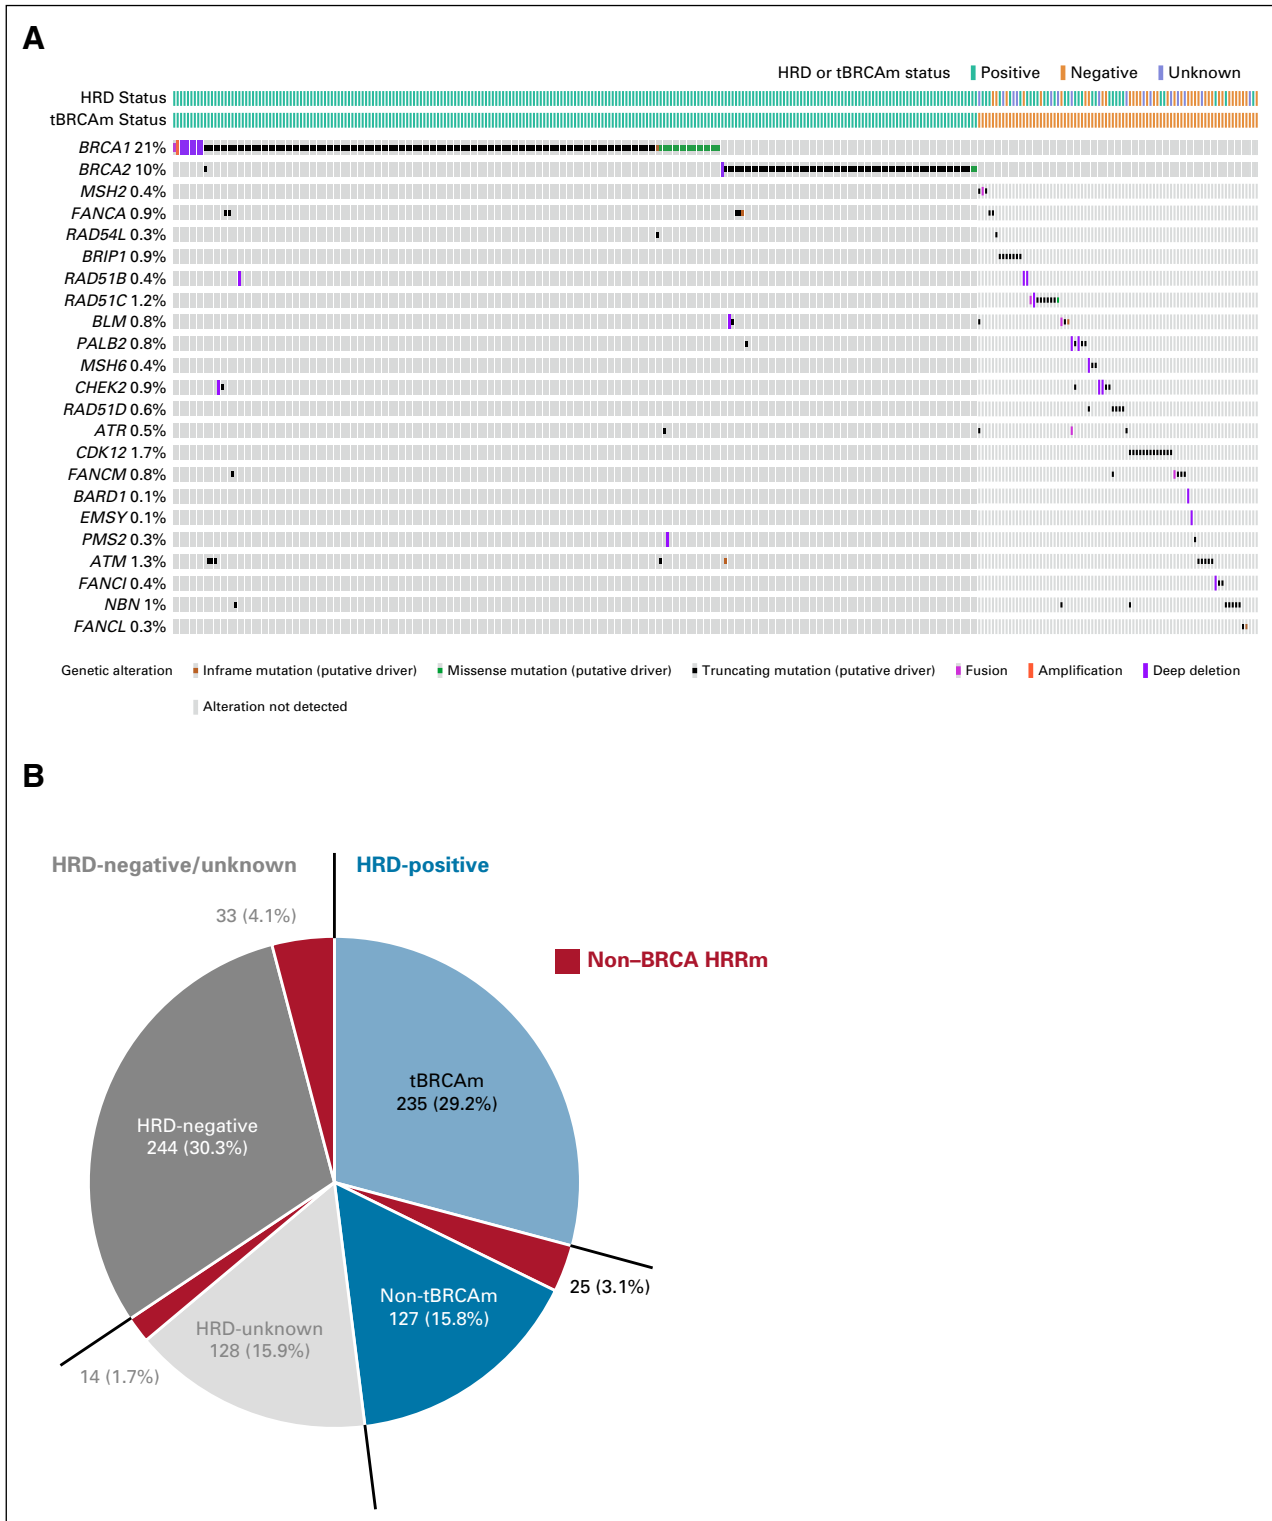 A
HRD or tBRCAm status Positive Negative Unknown
HRD Status
tBRCAm Status
BRCA1 21%
BRCA2 10%
MSH2 0.4%
FANCA 0.9%
RAD54L 0.3%
BRIP1 0.9%
RAD51B 0.4%
RAD51C 1.2%
BLM 0.8%
PALB2 0.8%
MSH6 0.4%
CHEK2 0.9%
RAD51D 0.6%
ATR 0.5%
CDK12 1.7%
FANCM 0.8%
BARD1 0.1%
EMSY 0.1%
PMS2 0.3%
ATM 1.3%
FANCI 0.4%
NBN 1%
FANCL 0.3%
Genetic alteration Inframe mutation (putative driver) Missense mutation (putative driver) Truncating mutation (putative driver) Fusion Amplification Deep deletion
Alteration not detected
B
HRD-negative/unknown HRD-positive
33 (4.1%)
Non–BRCA HRRm
tBRCAm
235 (29.2%)
HRD-negative
244 (30.3%)
25 (3.1%)
Non-tBRCAm
127 (15.8%)
HRD-unknown
128 (15.9%)
14 (1.7%)